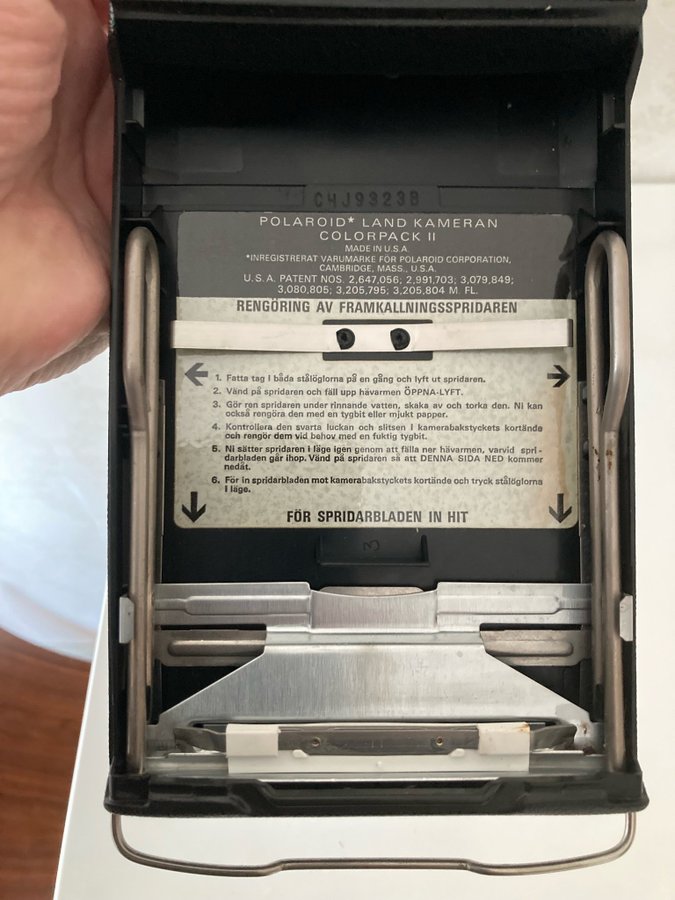 C4J9323B
POLAROID* LAND KAMERAN
COLORPACK II
MADE IN U.S.A.
*INREGISTRERAT VARUMARKE FÖR POLAROID CORPORATION,
CAMBRIDGE, MASS., U.S.A.
U.S.A. PATENT NOS. 2,647,056; 2,991,703; 3,079,849;
3,080,805; 3,205,795; 3,205,804 M. FL.
RENGÖRING AV FRAMKALLNINGSSPRIDAREN
1. Fatta tag i båda stålöglorna på en gång och lyft ut spridaren.
2. Vänd på spridaren och fäll upp hävarmen ÖPPNA-LYFT.
3. Gör ren spridaren under rinnande vatten, skaka av och torka den. Ni kan
också rengöra den med en tygbit eller mjukt papper.
4. Kontrollera den svarta luckan och slitsen i kamerabakstyckets kortände
och rengör dem vid behov med en fuktig tygbit.
5. Ni sätter spridaren i läge igen genom att fälla ner hävarmen, varvid spri-
darbladen går ihop. Vänd på spridaren så att DENNA SIDA NED kommer
nedåt.
6. För in spridarbladen mot kamerabakstyckets kortände och tryck stålöglorna
i läge.
FÖR SPRIDARBLADEN IN HIT
3